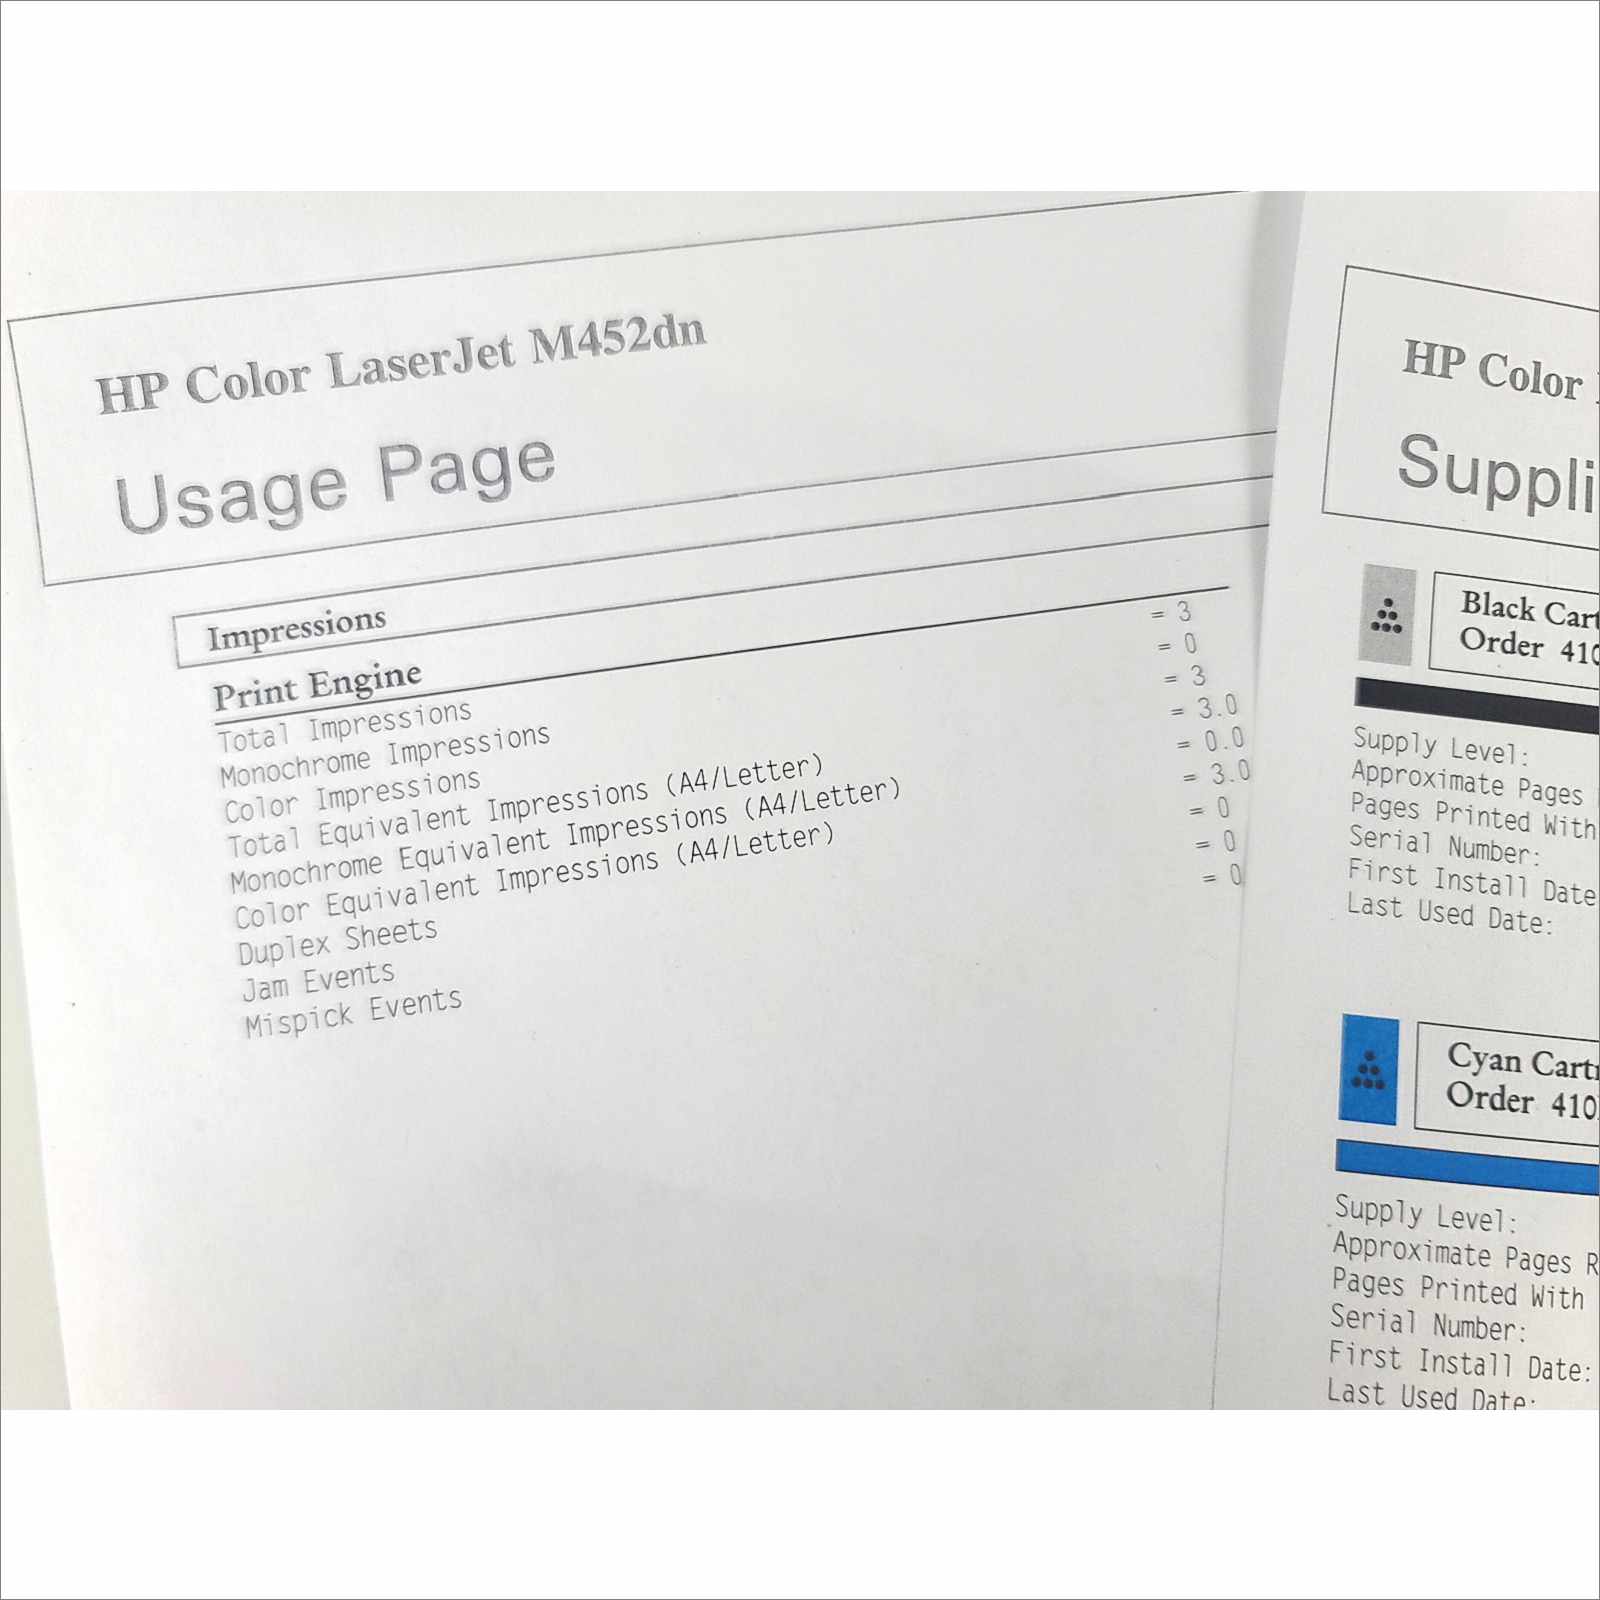 HP Color LaserJet M452dn
Usage Page
Impressions
Print Engine
Total Impressions = 3
Monochrome Impressions = 0
Color Impressions = 3
Total Equivalent Impressions (A4/Letter) = 3.0
Monochrome Equivalent Impressions (A4/Letter) = 0.0
Color Equivalent Impressions (A4/Letter) = 3.0
Duplex Sheets = 0
Jam Events = 0
Mispick Events = 0
HP Color
Suppli
Black Cart
Order 410
Supply Level:
Approximate Pages
Pages Printed With
Serial Number:
First Install Date
Last Used Date:
Cyan Cart
Order 410
Supply Level:
Approximate Pages R
Pages Printed With
Serial Number:
First Install Date:
Last Used Date: